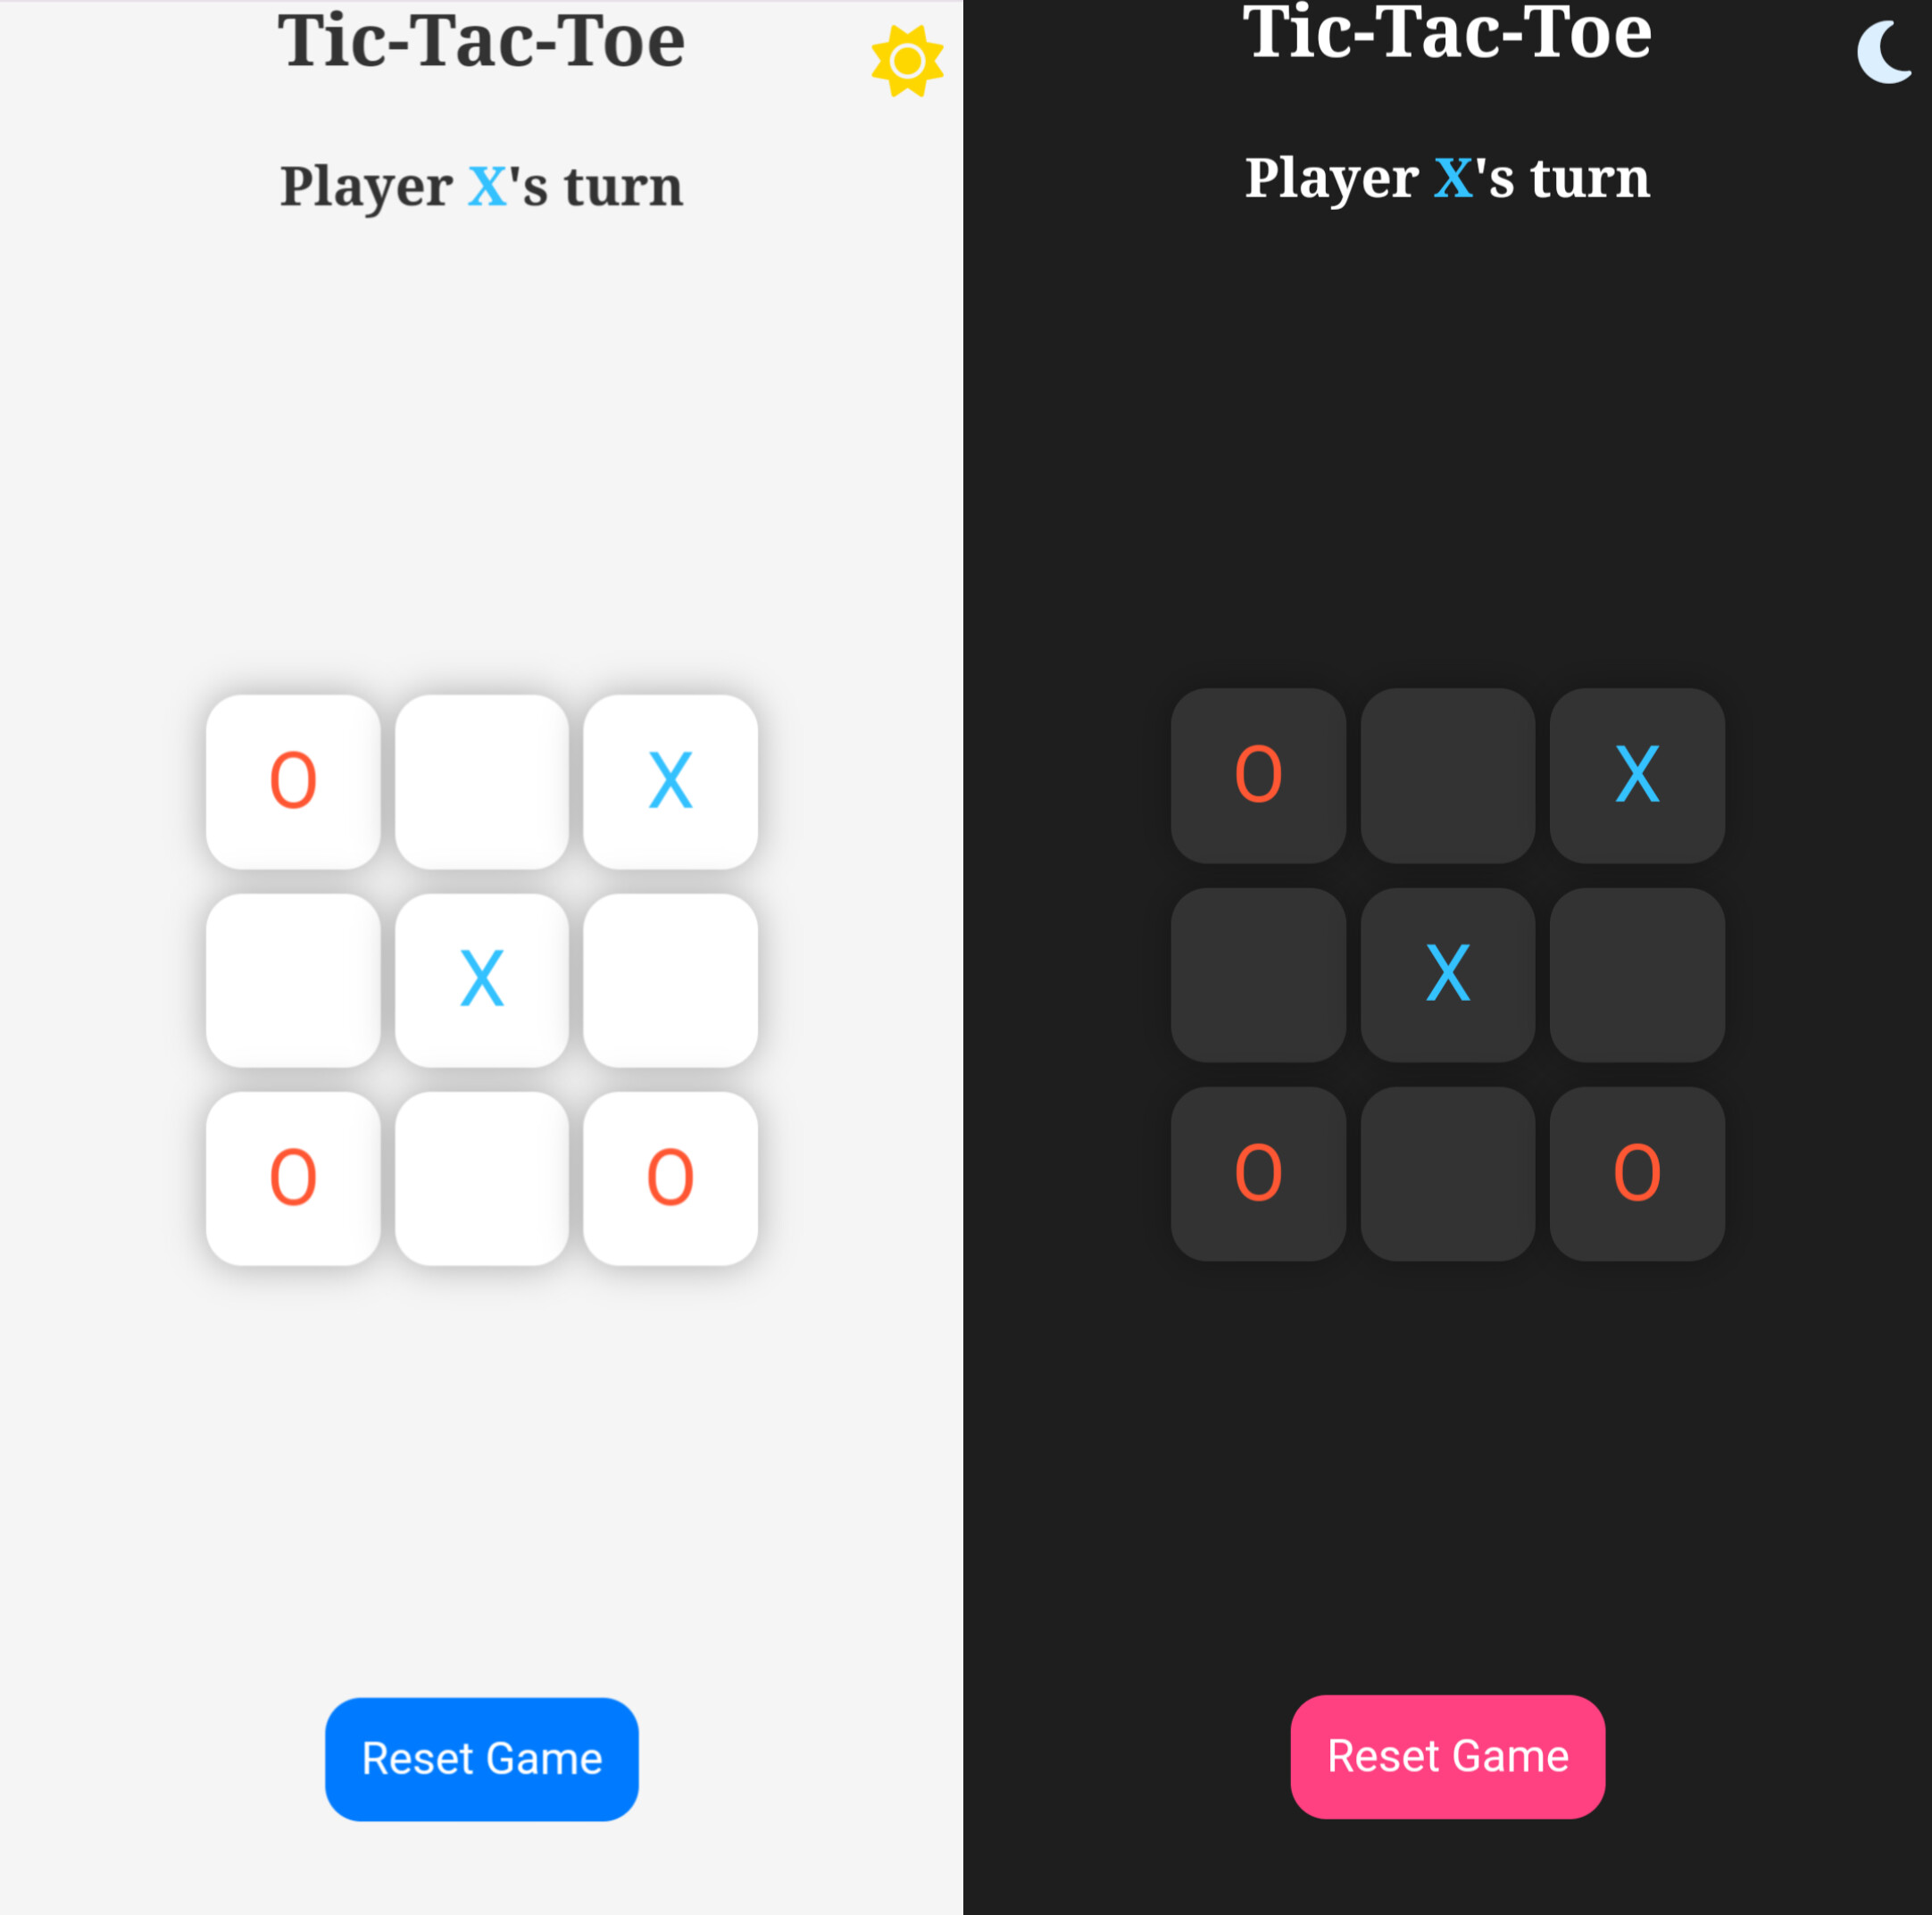 Tic-Tac-Toe
Player X's turn
O X
X
O O
Reset Game
Tic-Tac-Toe
Player X's turn
O X
X
O O
Reset Game